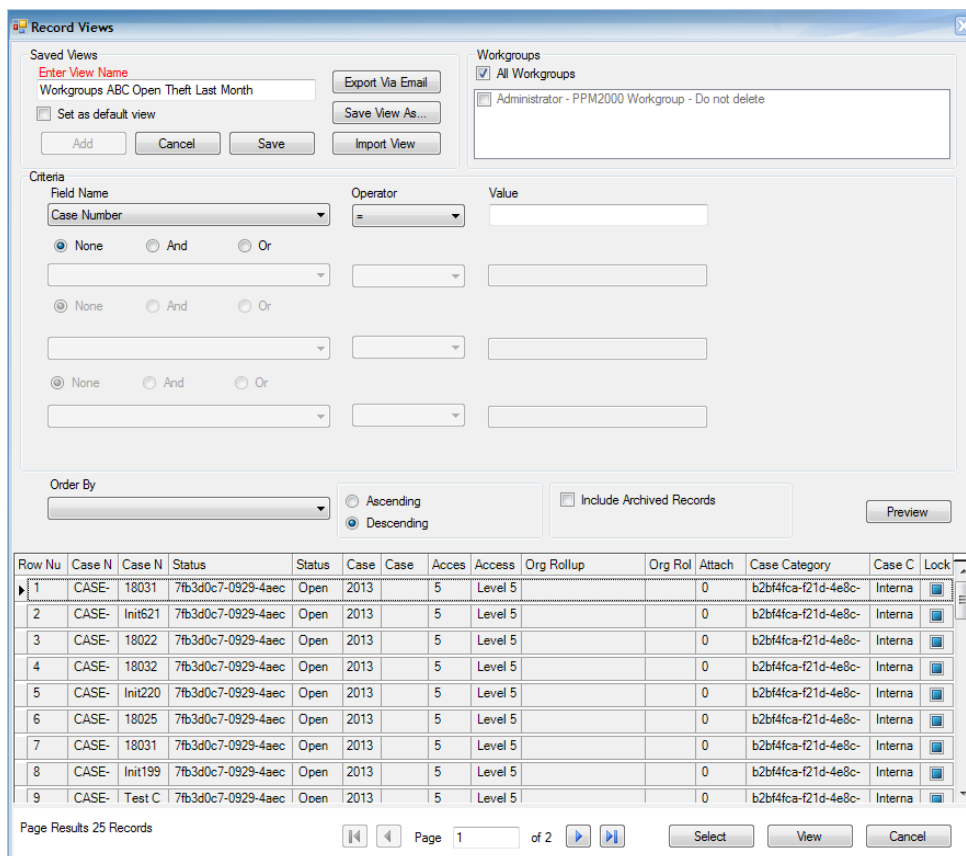 Record Views
Saved Views
Enter View Name
Workgroups ABC Open Theft Last Month
Set as default view
Add Cancel Save
Export Via Email
Save View As...
Import View
Workgroups
All Workgroups
Administrator - PPM2000 Workgroup - Do not delete
Criteria
Field Name Operator Value
Case Number =
None And Or
None And Or
None And Or
Order By
Ascending
Descending
Include Archived Records
Preview
Row Nu Case N Case N Status Status Case Case Acces Access Org Rollup Org Rol Attach Case Category Case C Lock
1 CASE- 18031 7fb3d0c7-0929-4aec Open 2013 5 Level 5 0 b2bf4fca-f21d-4e8c- Interna
2 CASE- Init621 7fb3d0c7-0929-4aec Open 2013 5 Level 5 0 b2bf4fca-f21d-4e8c- Interna
3 CASE- 18022 7fb3d0c7-0929-4aec Open 2013 5 Level 5 0 b2bf4fca-f21d-4e8c- Interna
4 CASE- 18032 7fb3d0c7-0929-4aec Open 2013 5 Level 5 0 b2bf4fca-f21d-4e8c- Interna
5 CASE- Init220 7fb3d0c7-0929-4aec Open 2013 5 Level 5 0 b2bf4fca-f21d-4e8c- Interna
6 CASE- 18025 7fb3d0c7-0929-4aec Open 2013 5 Level 5 0 b2bf4fca-f21d-4e8c- Interna
7 CASE- 18031 7fb3d0c7-0929-4aec Open 2013 5 Level 5 0 b2bf4fca-f21d-4e8c- Interna
8 CASE- Init199 7fb3d0c7-0929-4aec Open 2013 5 Level 5 0 b2bf4fca-f21d-4e8c- Interna
9 CASE- Test C 7fb3d0c7-0929-4aec Open 2013 5 Level 5 0 b2bf4fca-f21d-4e8c- Interna
Page Results 25 Records
Page 1 of 2
Select View Cancel